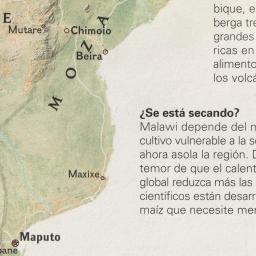 E
Mutare
Chimoio
Beira
M O Z A
Maxixe
Maputo
bique, e
berga tre
grandes
ricas en
alimento
los volcá
¿Se está secando?
Malawi depende del m
cultivo vulnerable a la se
ahora asola la región. D
temor de que el calent
global reduzca más las
científicos están desarr
maíz que necesite mer